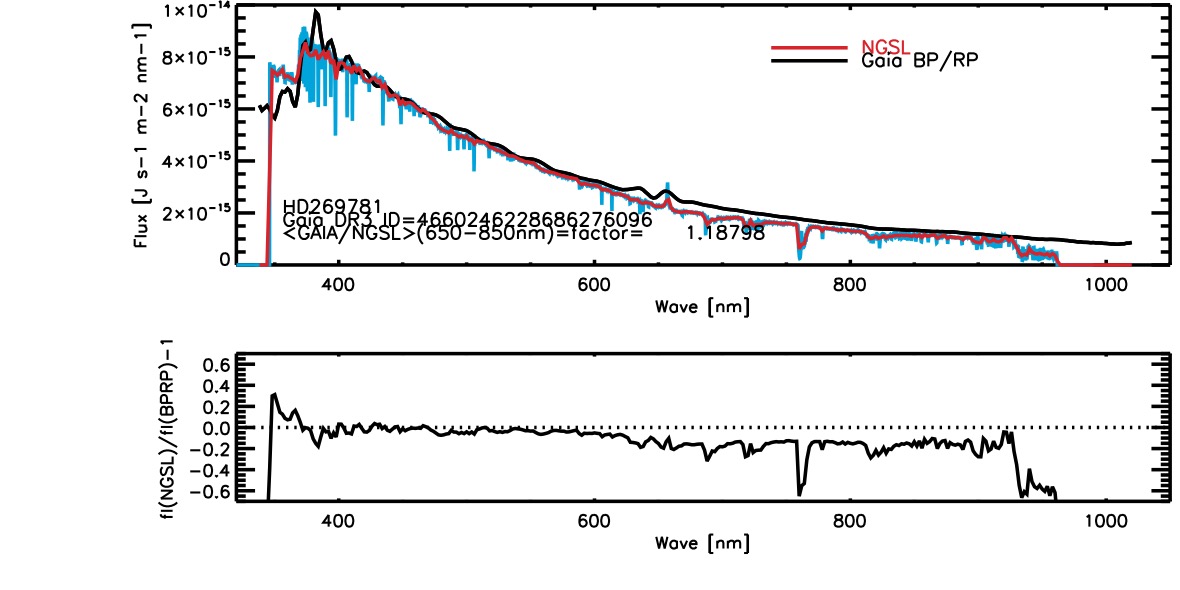 1×10-14
8×10-15
6×10-15
4×10-15
2×10-15
0
Flux [J s-1 m-2 nm-1]
NGSL
Gaia BP/RP
HD269781
Gaia DR3 ID=4660246228686276096
<GAIA/NGSL>(650-850nm)=factor= 1.18798
400 600 800 1000
Wave [nm]
0.6
0.4
0.2
0.0
-0.2
-0.4
-0.6
fl(NGSL)/fl(BPRP)-1
400 600 800 1000
Wave [nm]